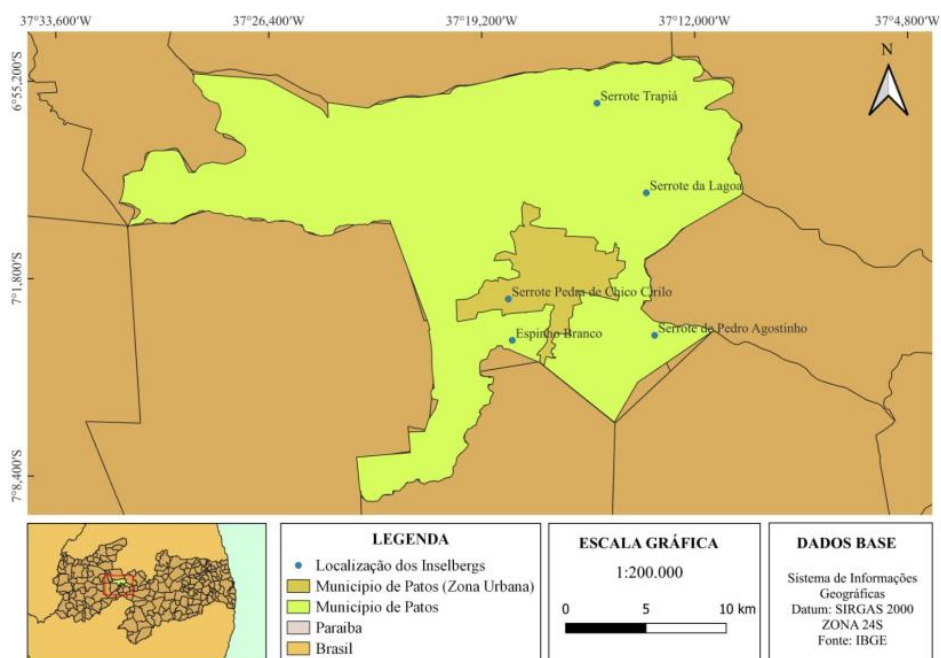 37°33,600'W 37°26,400'W 37°19,200'W 37°12,000'W 37°4,800'W
6°55,200'S
N
Serrote Trapiá
Serrote da Lagoa
7°1,800'S
Serrote Pedra de Chico Cirilo
Espinho Branco
Serrote de Pedro Agostinho
7°8,400'S
LEGENDA
Localização dos Inselbergs
Município de Patos (Zona Urbana)
Município de Patos
Paraiba
Brasil
ESCALA GRÁFICA
1:200.000
0 5 10 km
DADOS BASE
Sistema de Informações
Geográficas
Datum: SIRGAS 2000
ZONA 24S
Fonte: IBGE